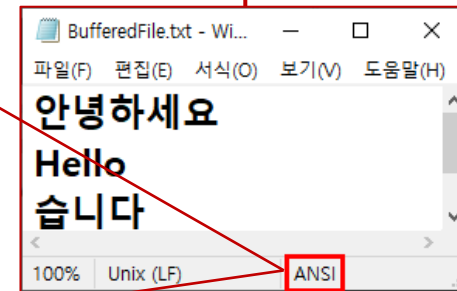 BufferedFile.txt - Wi...
파일(F) 편집(E) 서식(O) 보기(V) 도움말(H)
안녕하세요
Hello
습니다
100% Unix (LF) ANSI